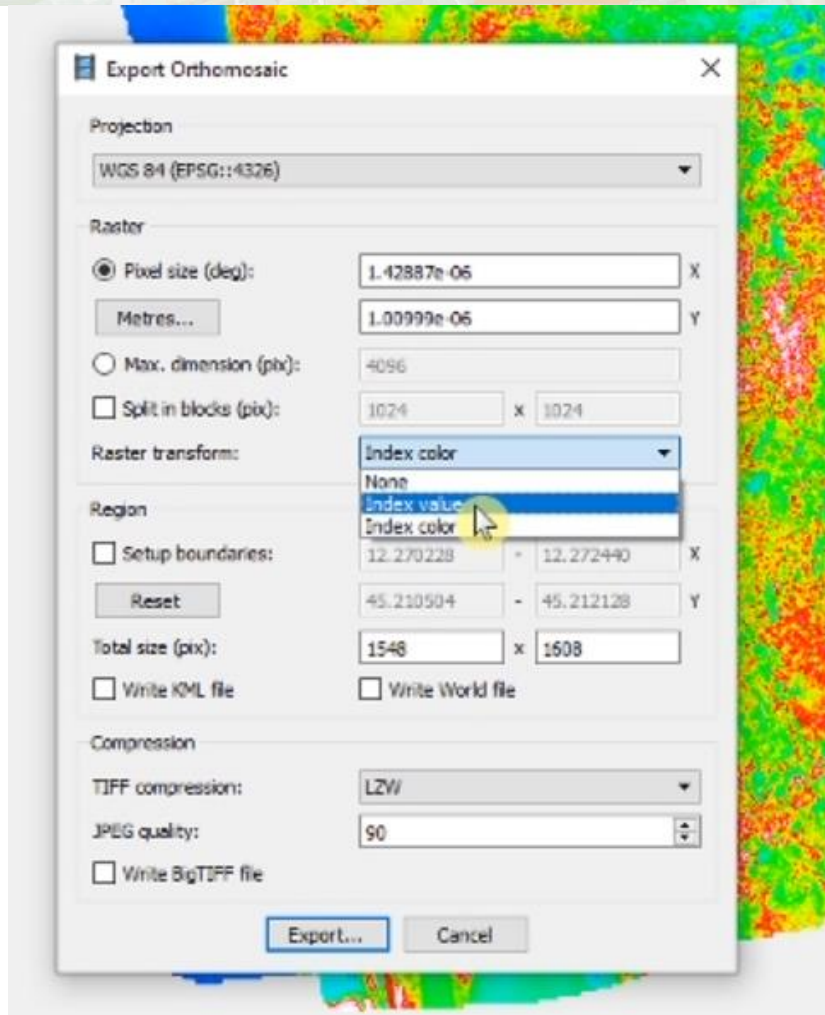 Export Orthomosaic
Projection
WGS 84 (EPSG::4326)
Raster
Pixel size (deg): 1.42887e-06 X
Metres... 1.00999e-06 Y
Max. dimension (pix): 4096
Split in blocks (pix): 1024 x 1024
Raster transform: Index color
None
Index value
Index color
Region
Setup boundaries: 12.270228 - 12.272440 X
Reset 45.210504 - 45.212128 Y
Total size (pix): 1548 x 1608
Write KML file Write World file
Compression
TIFF compression: LZW
JPEG quality: 90
Write BigTIFF file
Export... Cancel